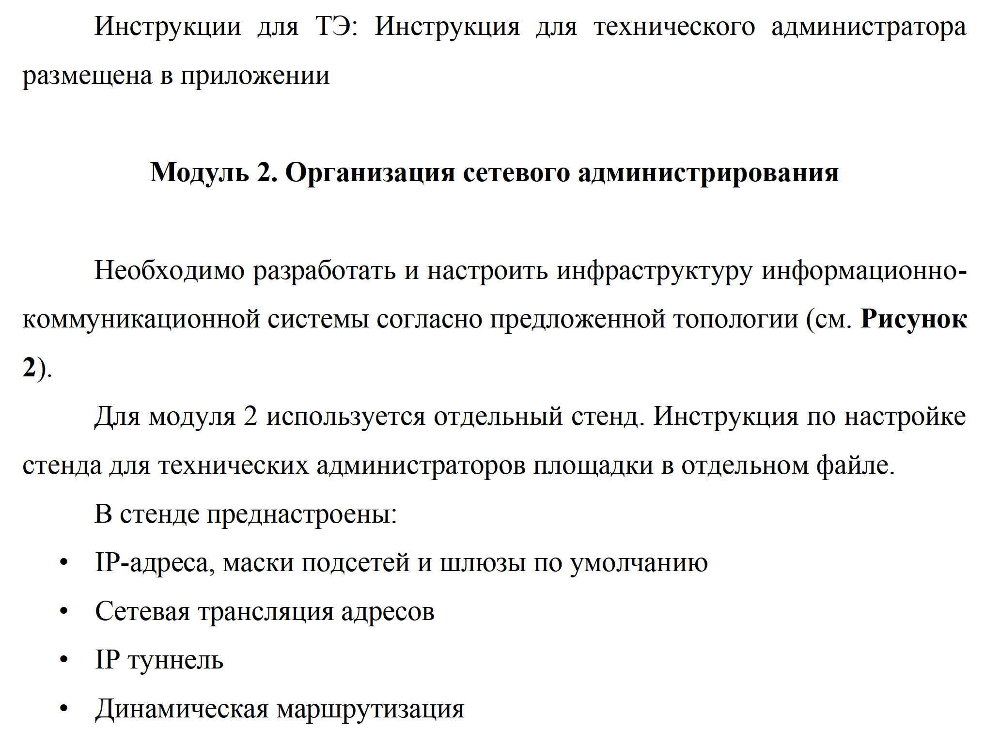 Инструкции для ТЭ: Инструкция для технического администратора
размещена в приложении
Модуль 2. Организация сетевого администрирования
Необходимо разработать и настроить инфраструктуру информационно-
коммуникационной системы согласно предложенной топологии (см. Рисунок
2).
Для модуля 2 используется отдельный стенд. Инструкция по настройке
стенда для технических администраторов площадки в отдельном файле.
В стенде преднастроены:
• IP-адреса, маски подсетей и шлюзы по умолчанию
• Сетевая трансляция адресов
• IP туннель
• Динамическая маршрутизация